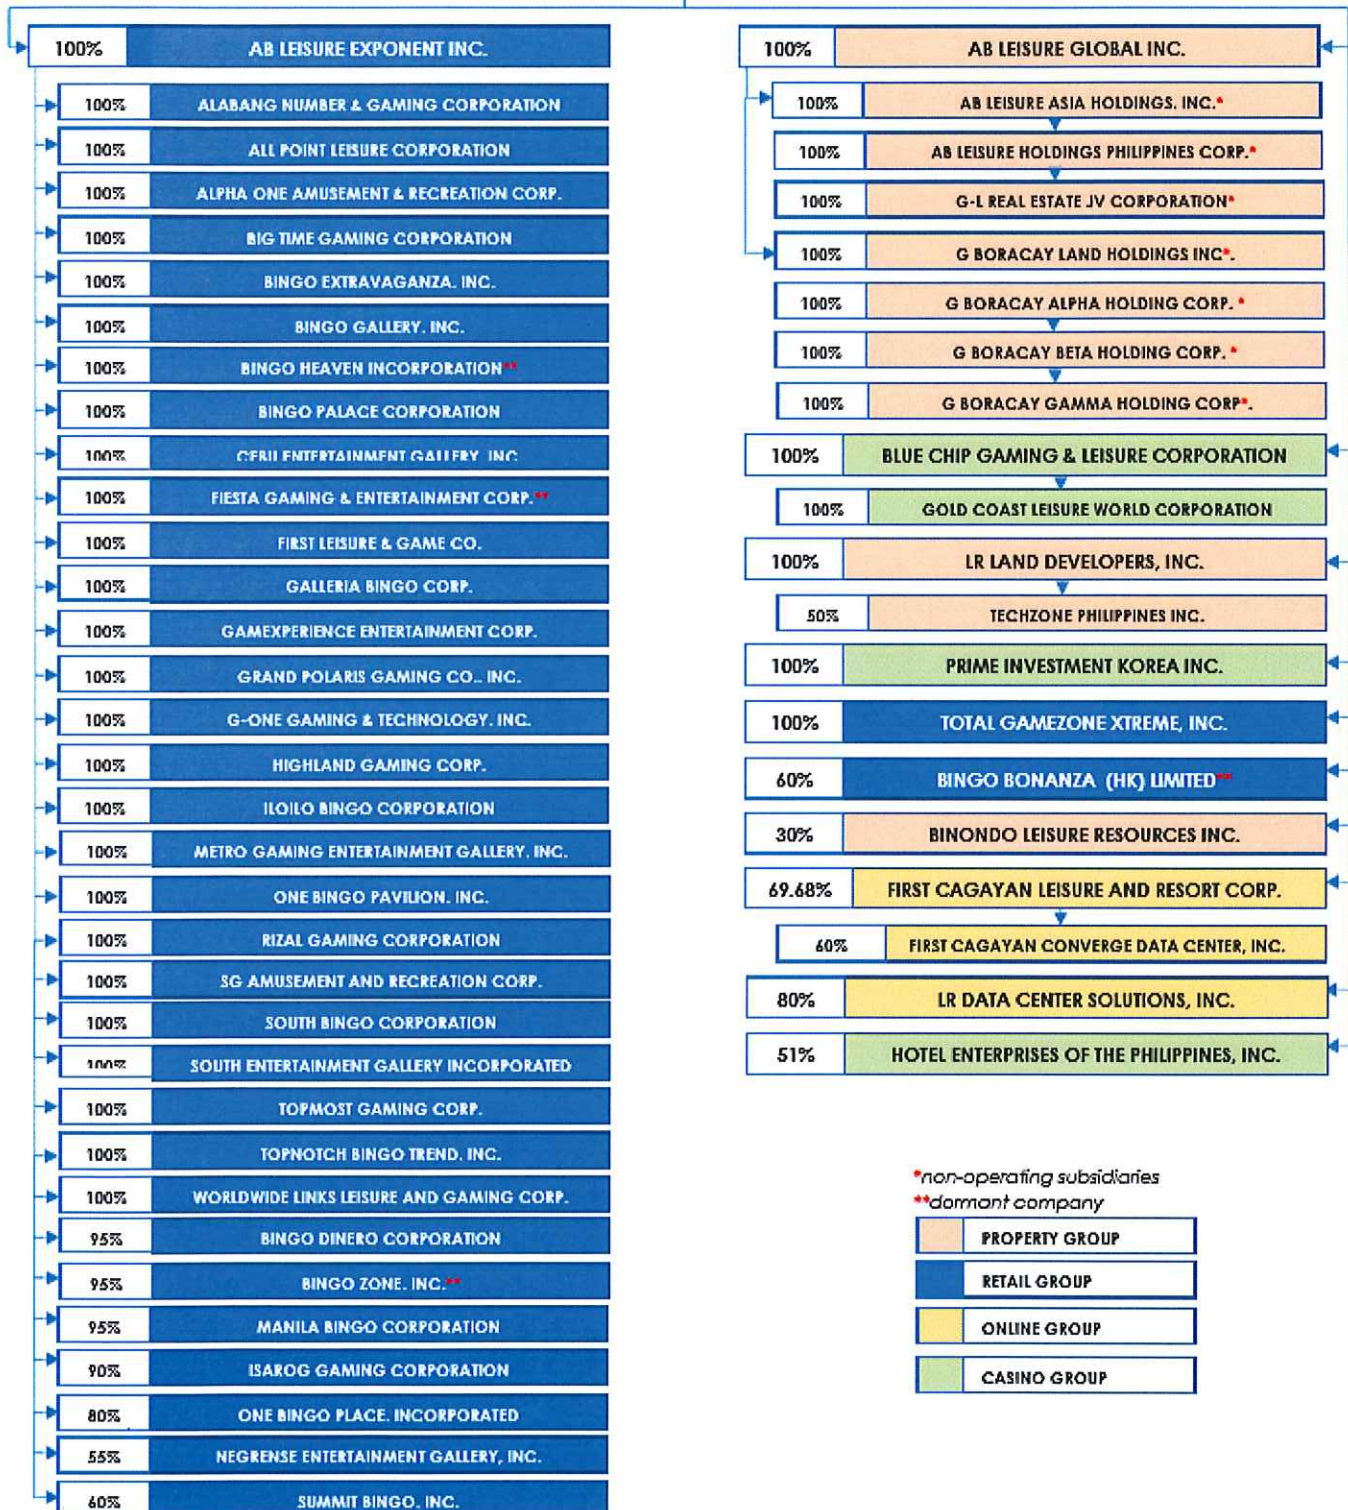 100% AB LEISURE EXPONENT INC.
100% ALABANG NUMBER & GAMING CORPORATION
100% ALL POINT LEISURE CORPORATION
100% ALPHA ONE AMUSEMENT & RECREATION CORP.
100% BIG TIME GAMING CORPORATION
100% BINGO EXTRAVAGANZA. INC.
100% BINGO GALLERY. INC.
100% BINGO HEAVEN INCORPORATION**
100% BINGO PALACE CORPORATION
100% CEBU ENTERTAINMENT GALLERY. INC
100% FIESTA GAMING & ENTERTAINMENT CORP.**
100% FIRST LEISURE & GAME CO.
100% GALLERIA BINGO CORP.
100% GAMEXPERIENCE ENTERTAINMENT CORP.
100% GRAND POLARIS GAMING CO.. INC.
100% G-ONE GAMING & TECHNOLOGY. INC.
100% HIGHLAND GAMING CORP.
100% ILOILO BINGO CORPORATION
100% METRO GAMING ENTERTAINMENT GALLERY. INC.
100% ONE BINGO PAVILION. INC.
100% RIZAL GAMING CORPORATION
100% SG AMUSEMENT AND RECREATION CORP.
100% SOUTH BINGO CORPORATION
100% SOUTH ENTERTAINMENT GALLERY INCORPORATED
100% TOPMOST GAMING CORP.
100% TOPNOTCH BINGO TREND. INC.
100% WORLDWIDE LINKS LEISURE AND GAMING CORP.
95% BINGO DINERO CORPORATION
95% BINGO ZONE. INC.**
95% MANILA BINGO CORPORATION
90% ISAROG GAMING CORPORATION
80% ONE BINGO PLACE. INCORPORATED
55% NEGRENSE ENTERTAINMENT GALLERY, INC.
60% SUMMIT BINGO. INC.
100% AB LEISURE GLOBAL INC.
100% AB LEISURE ASIA HOLDINGS. INC.*
100% AB LEISURE HOLDINGS PHILIPPINES CORP.*
100% G-L REAL ESTATE JV CORPORATION*
100% G BORACAY LAND HOLDINGS INC*.
100% G BORACAY ALPHA HOLDING CORP. *
100% G BORACAY BETA HOLDING CORP. *
100% G BORACAY GAMMA HOLDING CORP*.
100% BLUE CHIP GAMING & LEISURE CORPORATION
100% GOLD COAST LEISURE WORLD CORPORATION
100% LR LAND DEVELOPERS, INC.
50% TECHZONE PHILIPPINES INC.
100% PRIME INVESTMENT KOREA INC.
100% TOTAL GAMEZONE XTREME, INC.
60% BINGO BONANZA (HK) LIMITED**
30% BINONDO LEISURE RESOURCES INC.
69.68% FIRST CAGAYAN LEISURE AND RESORT CORP.
60% FIRST CAGAYAN CONVERGE DATA CENTER, INC.
80% LR DATA CENTER SOLUTIONS, INC.
51% HOTEL ENTERPRISES OF THE PHILIPPINES, INC.
*non-operating subsidiaries
**dormant company
PROPERTY GROUP
RETAIL GROUP
ONLINE GROUP
CASINO GROUP